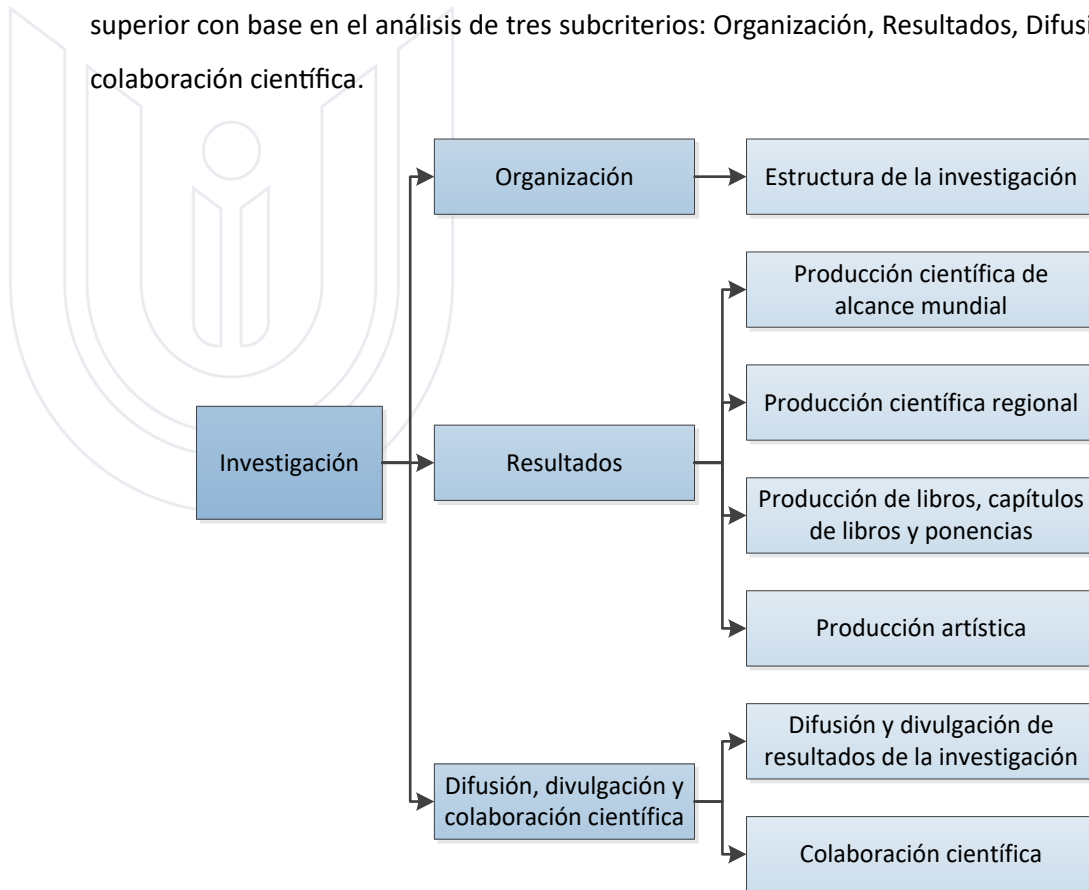 superior con base en el análisis de tres subcriterios: Organización, Resultados,
colaboración científica.
Organización
Estructura de la investigación
Producción científica de
alcance mundial
Producción científica regional
Investigación
Resultados
Producción de libros, capítulos
de libros y ponencias
Producción artística
Difusión y divulgación de
resultados de la investigación
Difusión, divulgación y
colaboración científica
Colaboración científica